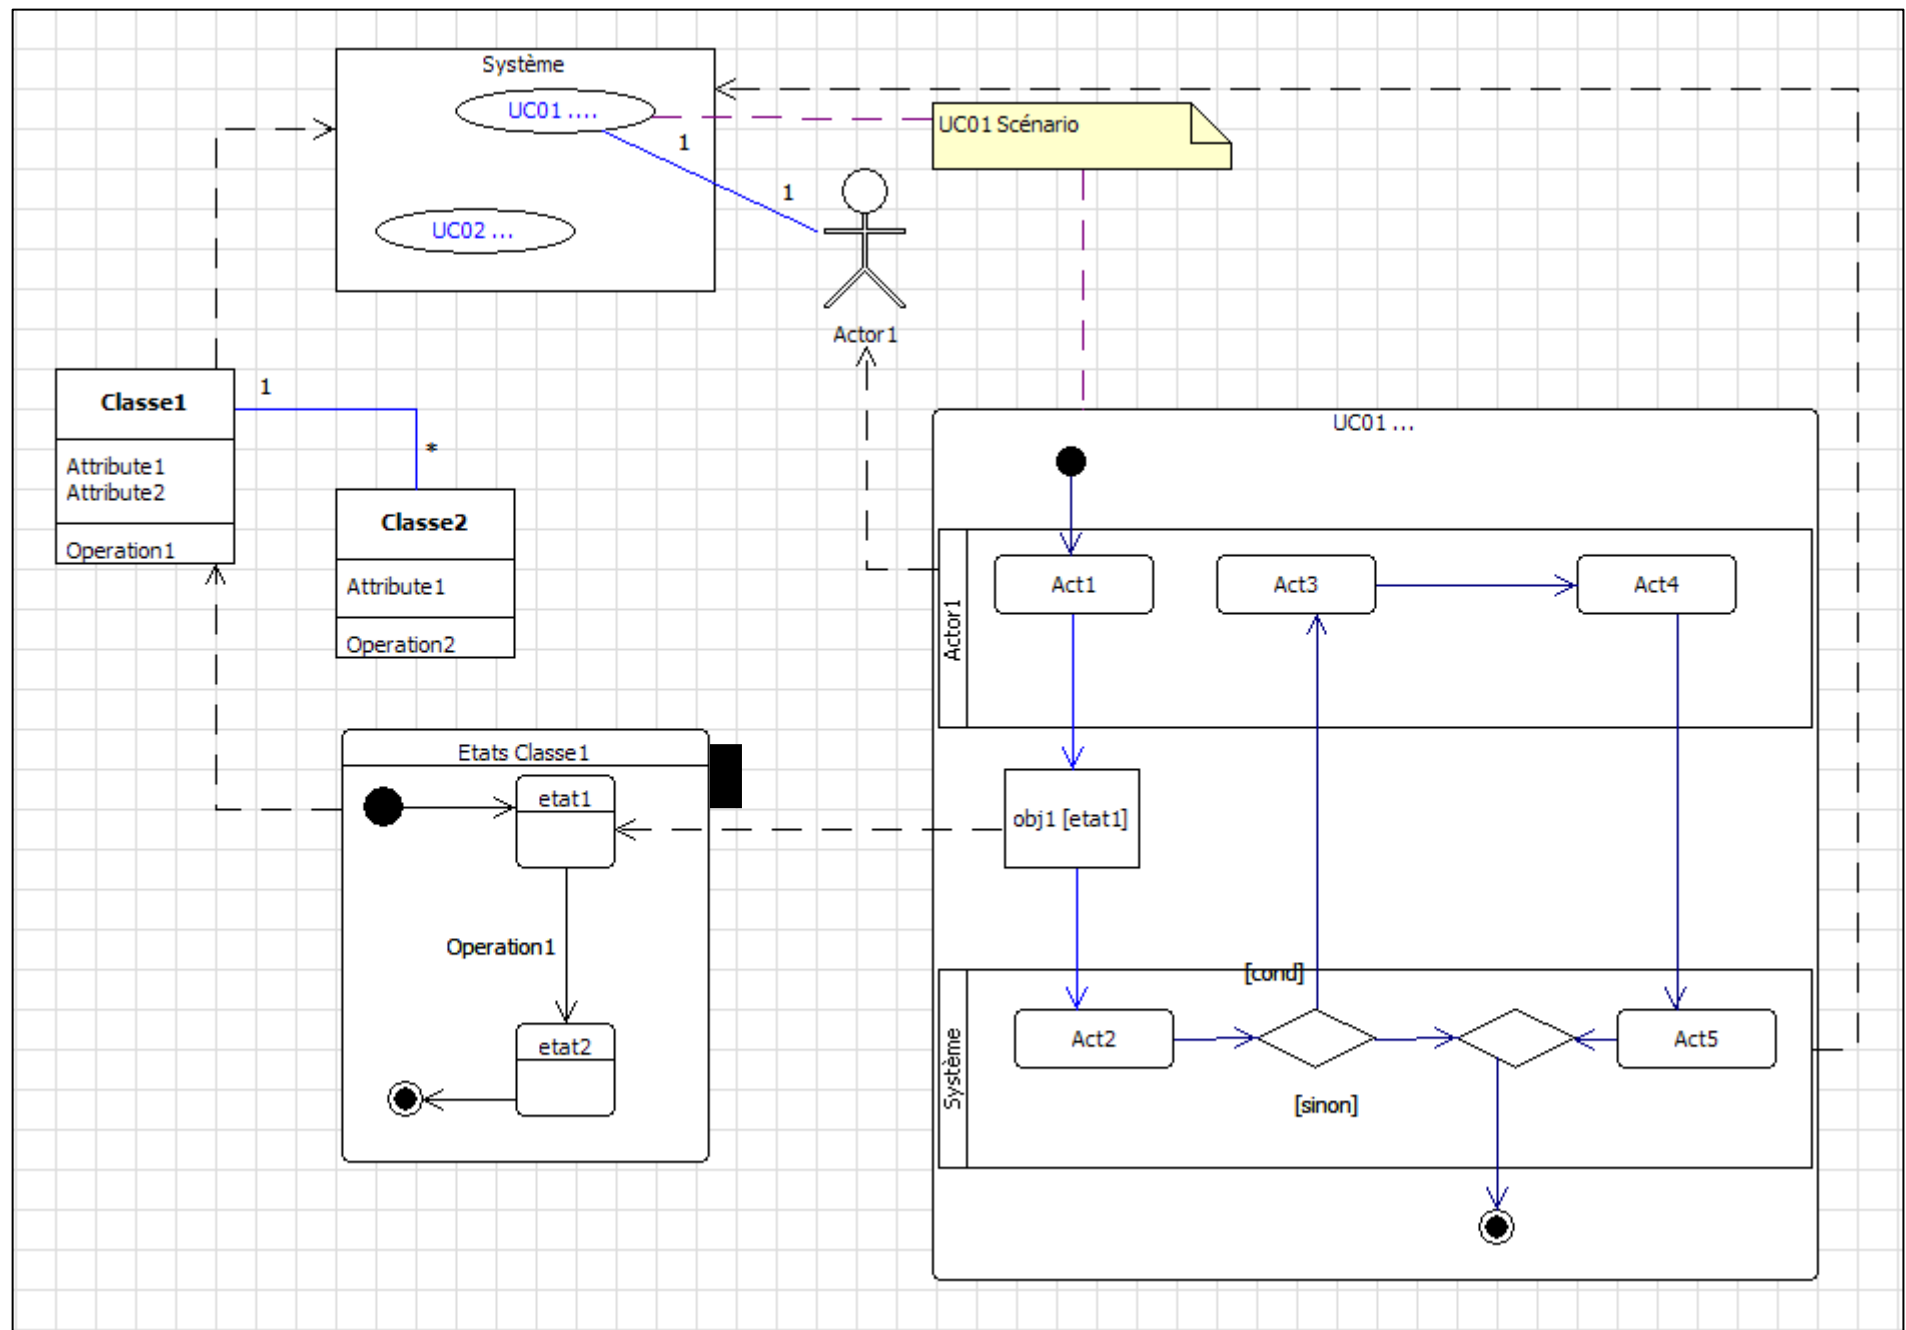 Système
UC01 ....
UC01 Scénario
1
1
UC02 ...
Actor1
Classe1
1
Attribute1
Attribute2
Operation1
*
Classe2
Attribute1
Operation2
UC01 ...
Actor1
Act1
Act3
Act4
Etats Classe1
etat1
obj1 [etat1]
Operation1
etat2
[cond]
Système
Act2
Act5
[sinon]